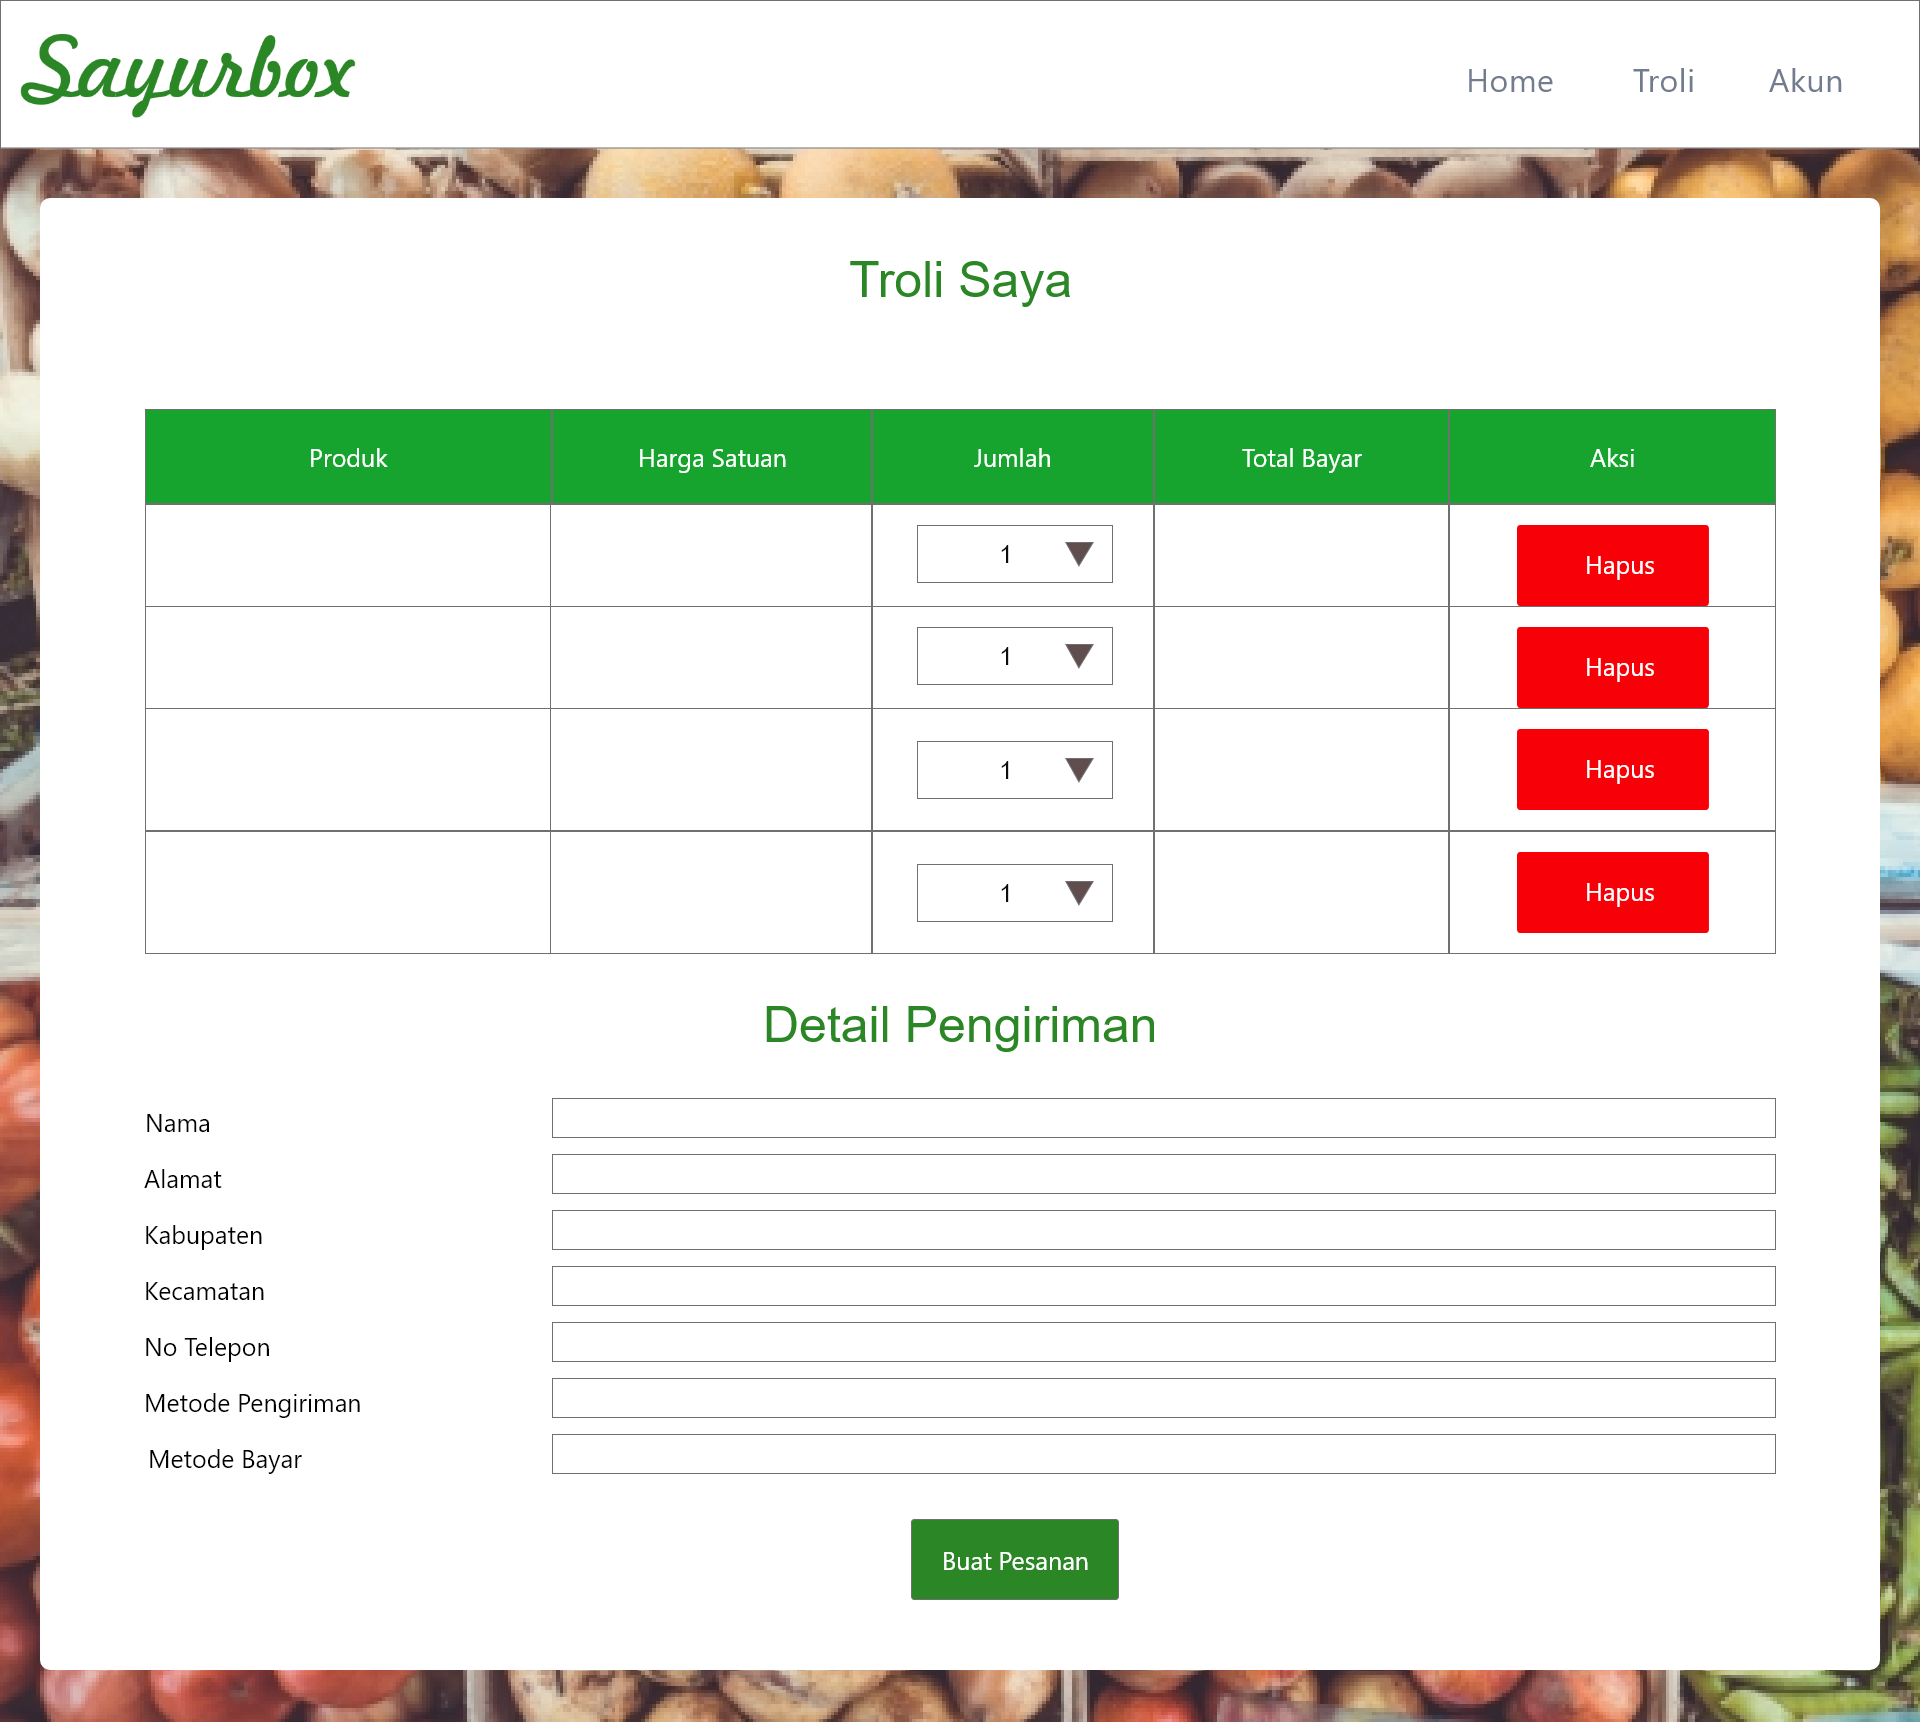 Sayurbox
Home Troli Akun
Troli Saya
Produk Harga Satuan Jumlah Total Bayar Aksi
1 Hapus
1 Hapus
1 Hapus
1 Hapus
Detail Pengiriman
Nama
Alamat
Kabupaten
Kecamatan
No Telepon
Metode Pengiriman
Metode Bayar
Buat Pesanan